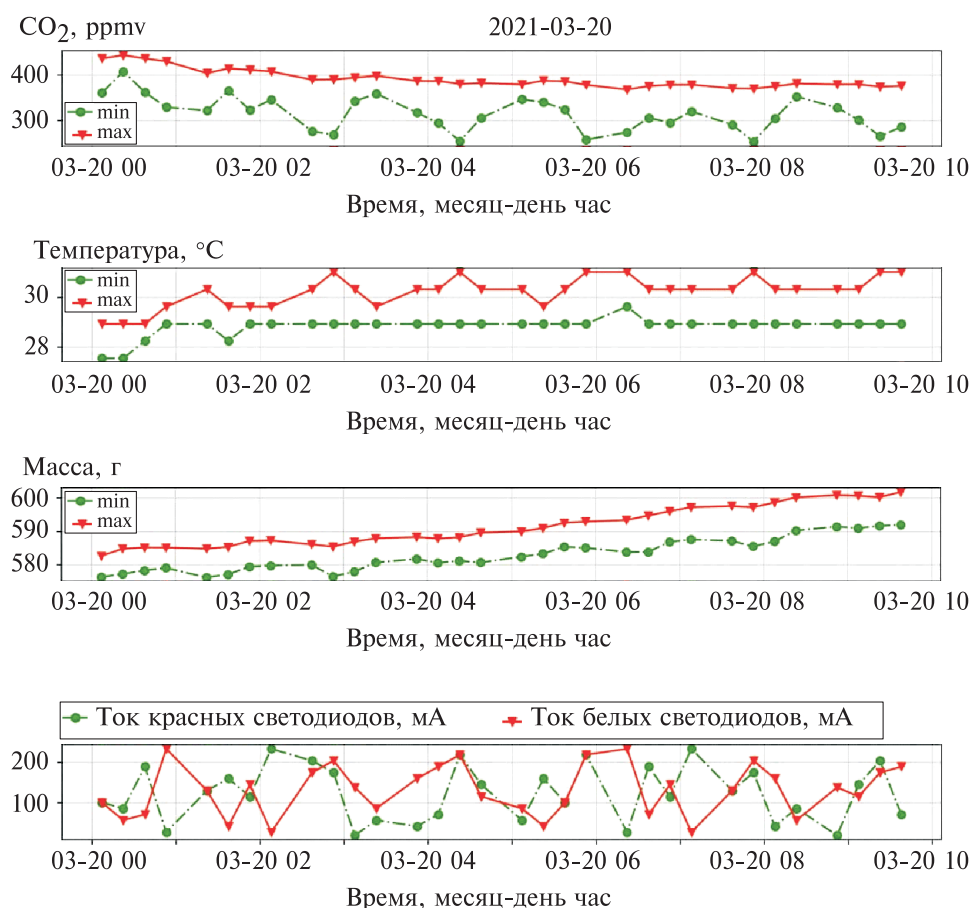 CO2, ppmv
2021-03-20
400
300
min
max
03-20 00 03-20 02 03-20 04 03-20 06 03-20 08 03-20 10
Время, месяц-день час
Температура, °C
30
28
min
max
03-20 00 03-20 02 03-20 04 03-20 06 03-20 08 03-20 10
Время, месяц-день час
Масса, г
600
590
580
min
max
03-20 00 03-20 02 03-20 04 03-20 06 03-20 08 03-20 10
Время, месяц-день час
Ток красных светодиодов, мА Ток белых светодиодов, мА
200
100
03-20 00 03-20 02 03-20 04 03-20 06 03-20 08 03-20 10
Время, месяц-день час